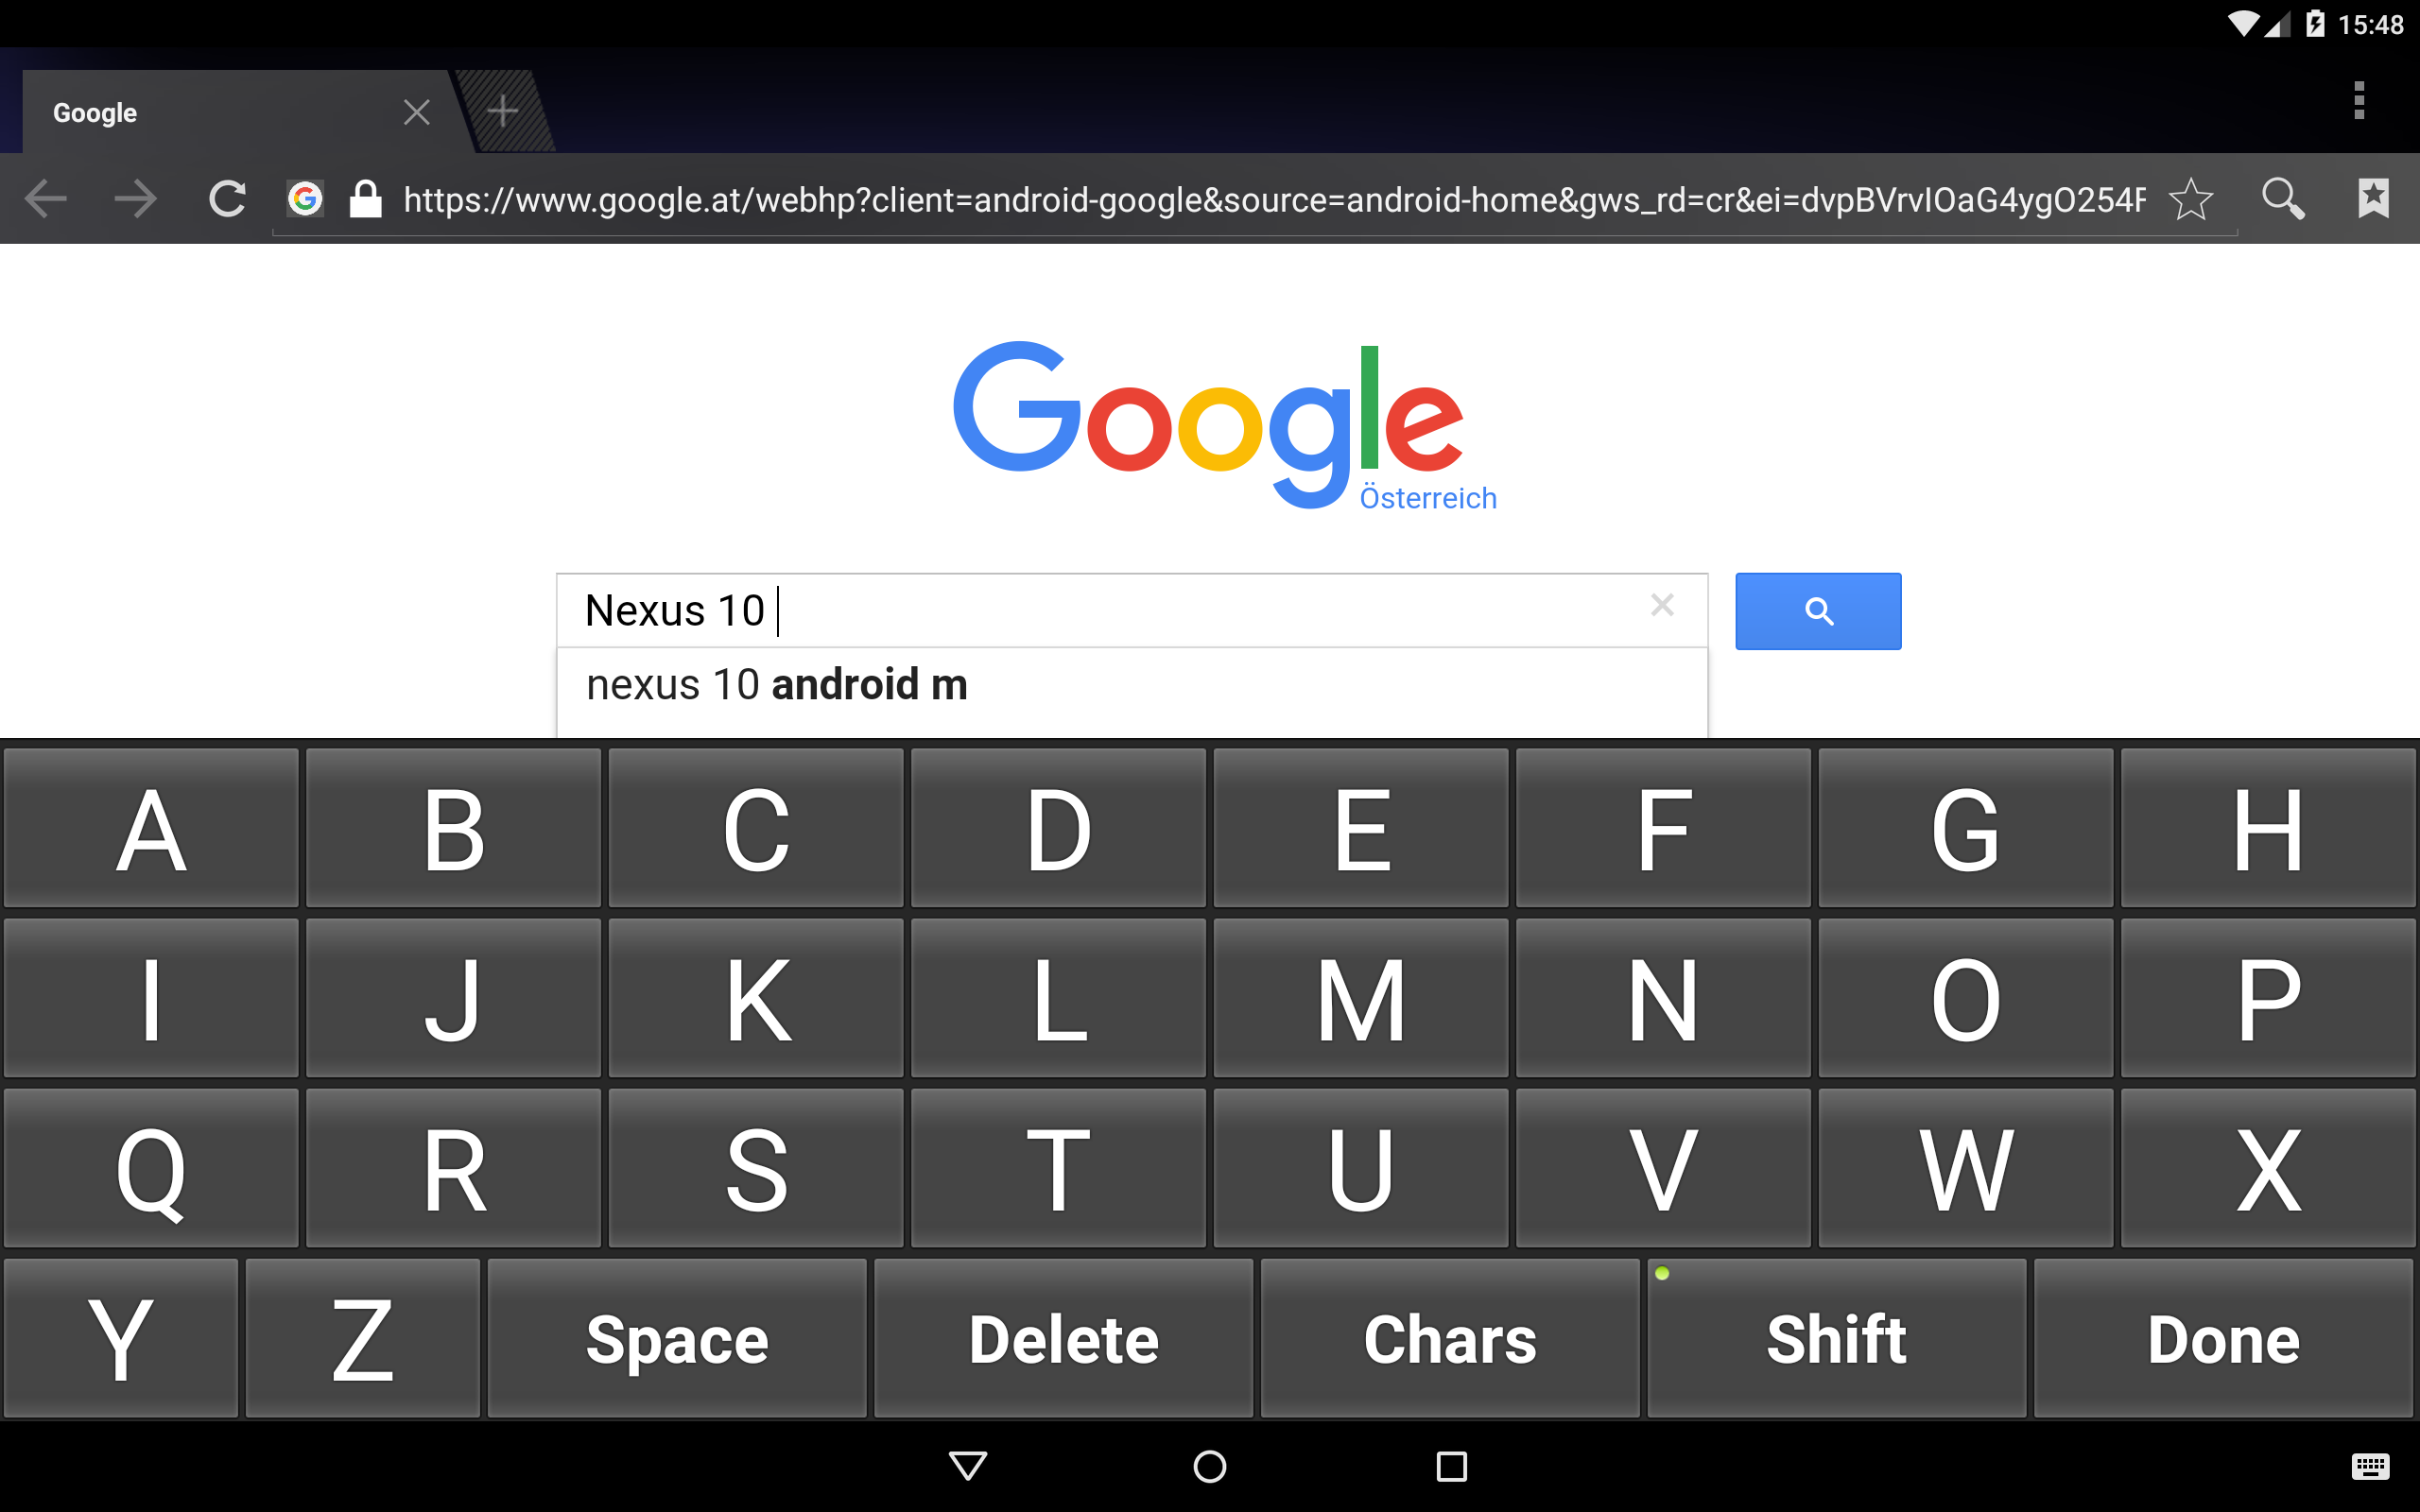 15:48
Google
https://www.google.at/webhp?client=android-google&source=android-home&gws_rd=cr&ei=dvpBVrvIOaG4ygO254F
Google
Österreich
Nexus 10
nexus 10 android m
A B C D E F G H
I J K L M N O P
Q R S T U V W X
Y Z Space Delete Chars Shift Done